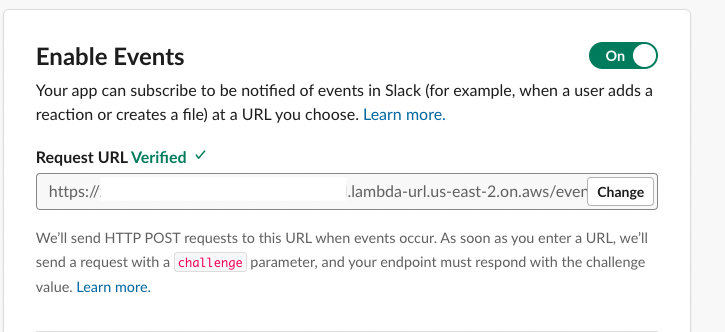 Enable Events
On
Your app can subscribe to be notified of events in Slack (for example, when a user adds a
reaction or creates a file) at a URL you choose. Learn more.
Request URL Verified ✓
https:// .lambda-url.us-east-2.on.aws/ Change
We’ll send HTTP POST requests to this URL when events occur. As soon as you enter a URL, we’ll
send a request with a challenge parameter, and your endpoint must respond with the challenge
value. Learn more.